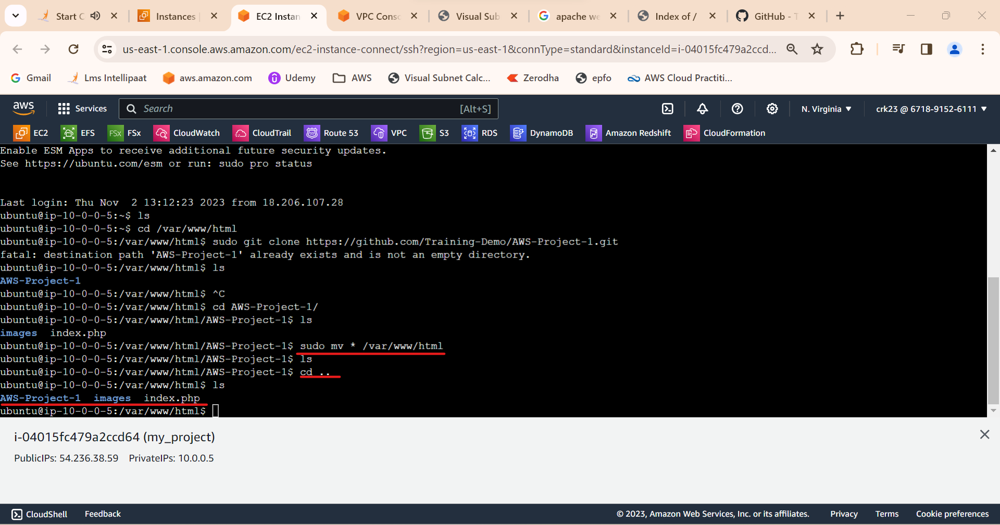 Start C
Instances
EC2 Instan
VPC Consc
Visual Sub
apache we
Index of /
GitHub - T
us-east-1.console.aws.amazon.com/ec2-instance-connect/ssh?region=us-east-1&connType=standard&instanceId=i-04015fc479a2ccd...
Gmail
Lms Intellipaat
aws.amazon.com
Udemy
AWS
Visual Subnet Calc...
Zerodha
epfo
AWS Cloud Practiti...
aws
Services
Search
[Alt+S]
N. Virginia
crk23 @ 6718-9152-6111
EC2
EFS
FSx
FSx
CloudWatch
CloudTrail
53
Route 53
VPC
S3
RDS
DynamoDB
Amazon Redshift
CloudFormation
Enable ESM Apps to receive additional future security updates.
See https://ubuntu.com/esm or run: sudo pro status
Last login: Thu Nov  2 13:12:23 2023 from 18.206.107.28
ubuntu@ip-10-0-0-5:~$ ls
ubuntu@ip-10-0-0-5:~$ cd /var/www/html
ubuntu@ip-10-0-0-5:/var/www/html$ sudo git clone https://github.com/Training-Demo/AWS-Project-1.git
fatal: destination path 'AWS-Project-1' already exists and is not an empty directory.
ubuntu@ip-10-0-0-5:/var/www/html$ ls
AWS-Project-1
ubuntu@ip-10-0-0-5:/var/www/html$ ^C
ubuntu@ip-10-0-0-5:/var/www/html$ cd AWS-Project-1/
ubuntu@ip-10-0-0-5:/var/www/html/AWS-Project-1$ ls
images  index.php
ubuntu@ip-10-0-0-5:/var/www/html/AWS-Project-1$ sudo mv * /var/www/html
ubuntu@ip-10-0-0-5:/var/www/html/AWS-Project-1$ ls
ubuntu@ip-10-0-0-5:/var/www/html/AWS-Project-1$ cd ..
ubuntu@ip-10-0-0-5:/var/www/html$ ls
AWS-Project-1  images  index.php
ubuntu@ip-10-0-0-5:/var/www/html$
i-04015fc479a2ccd64 (my_project)
PublicIPs: 54.236.38.59    PrivateIPs: 10.0.0.5
CloudShell
Feedback
© 2023, Amazon Web Services, Inc. or its affiliates.
Privacy
Terms
Cookie preferences